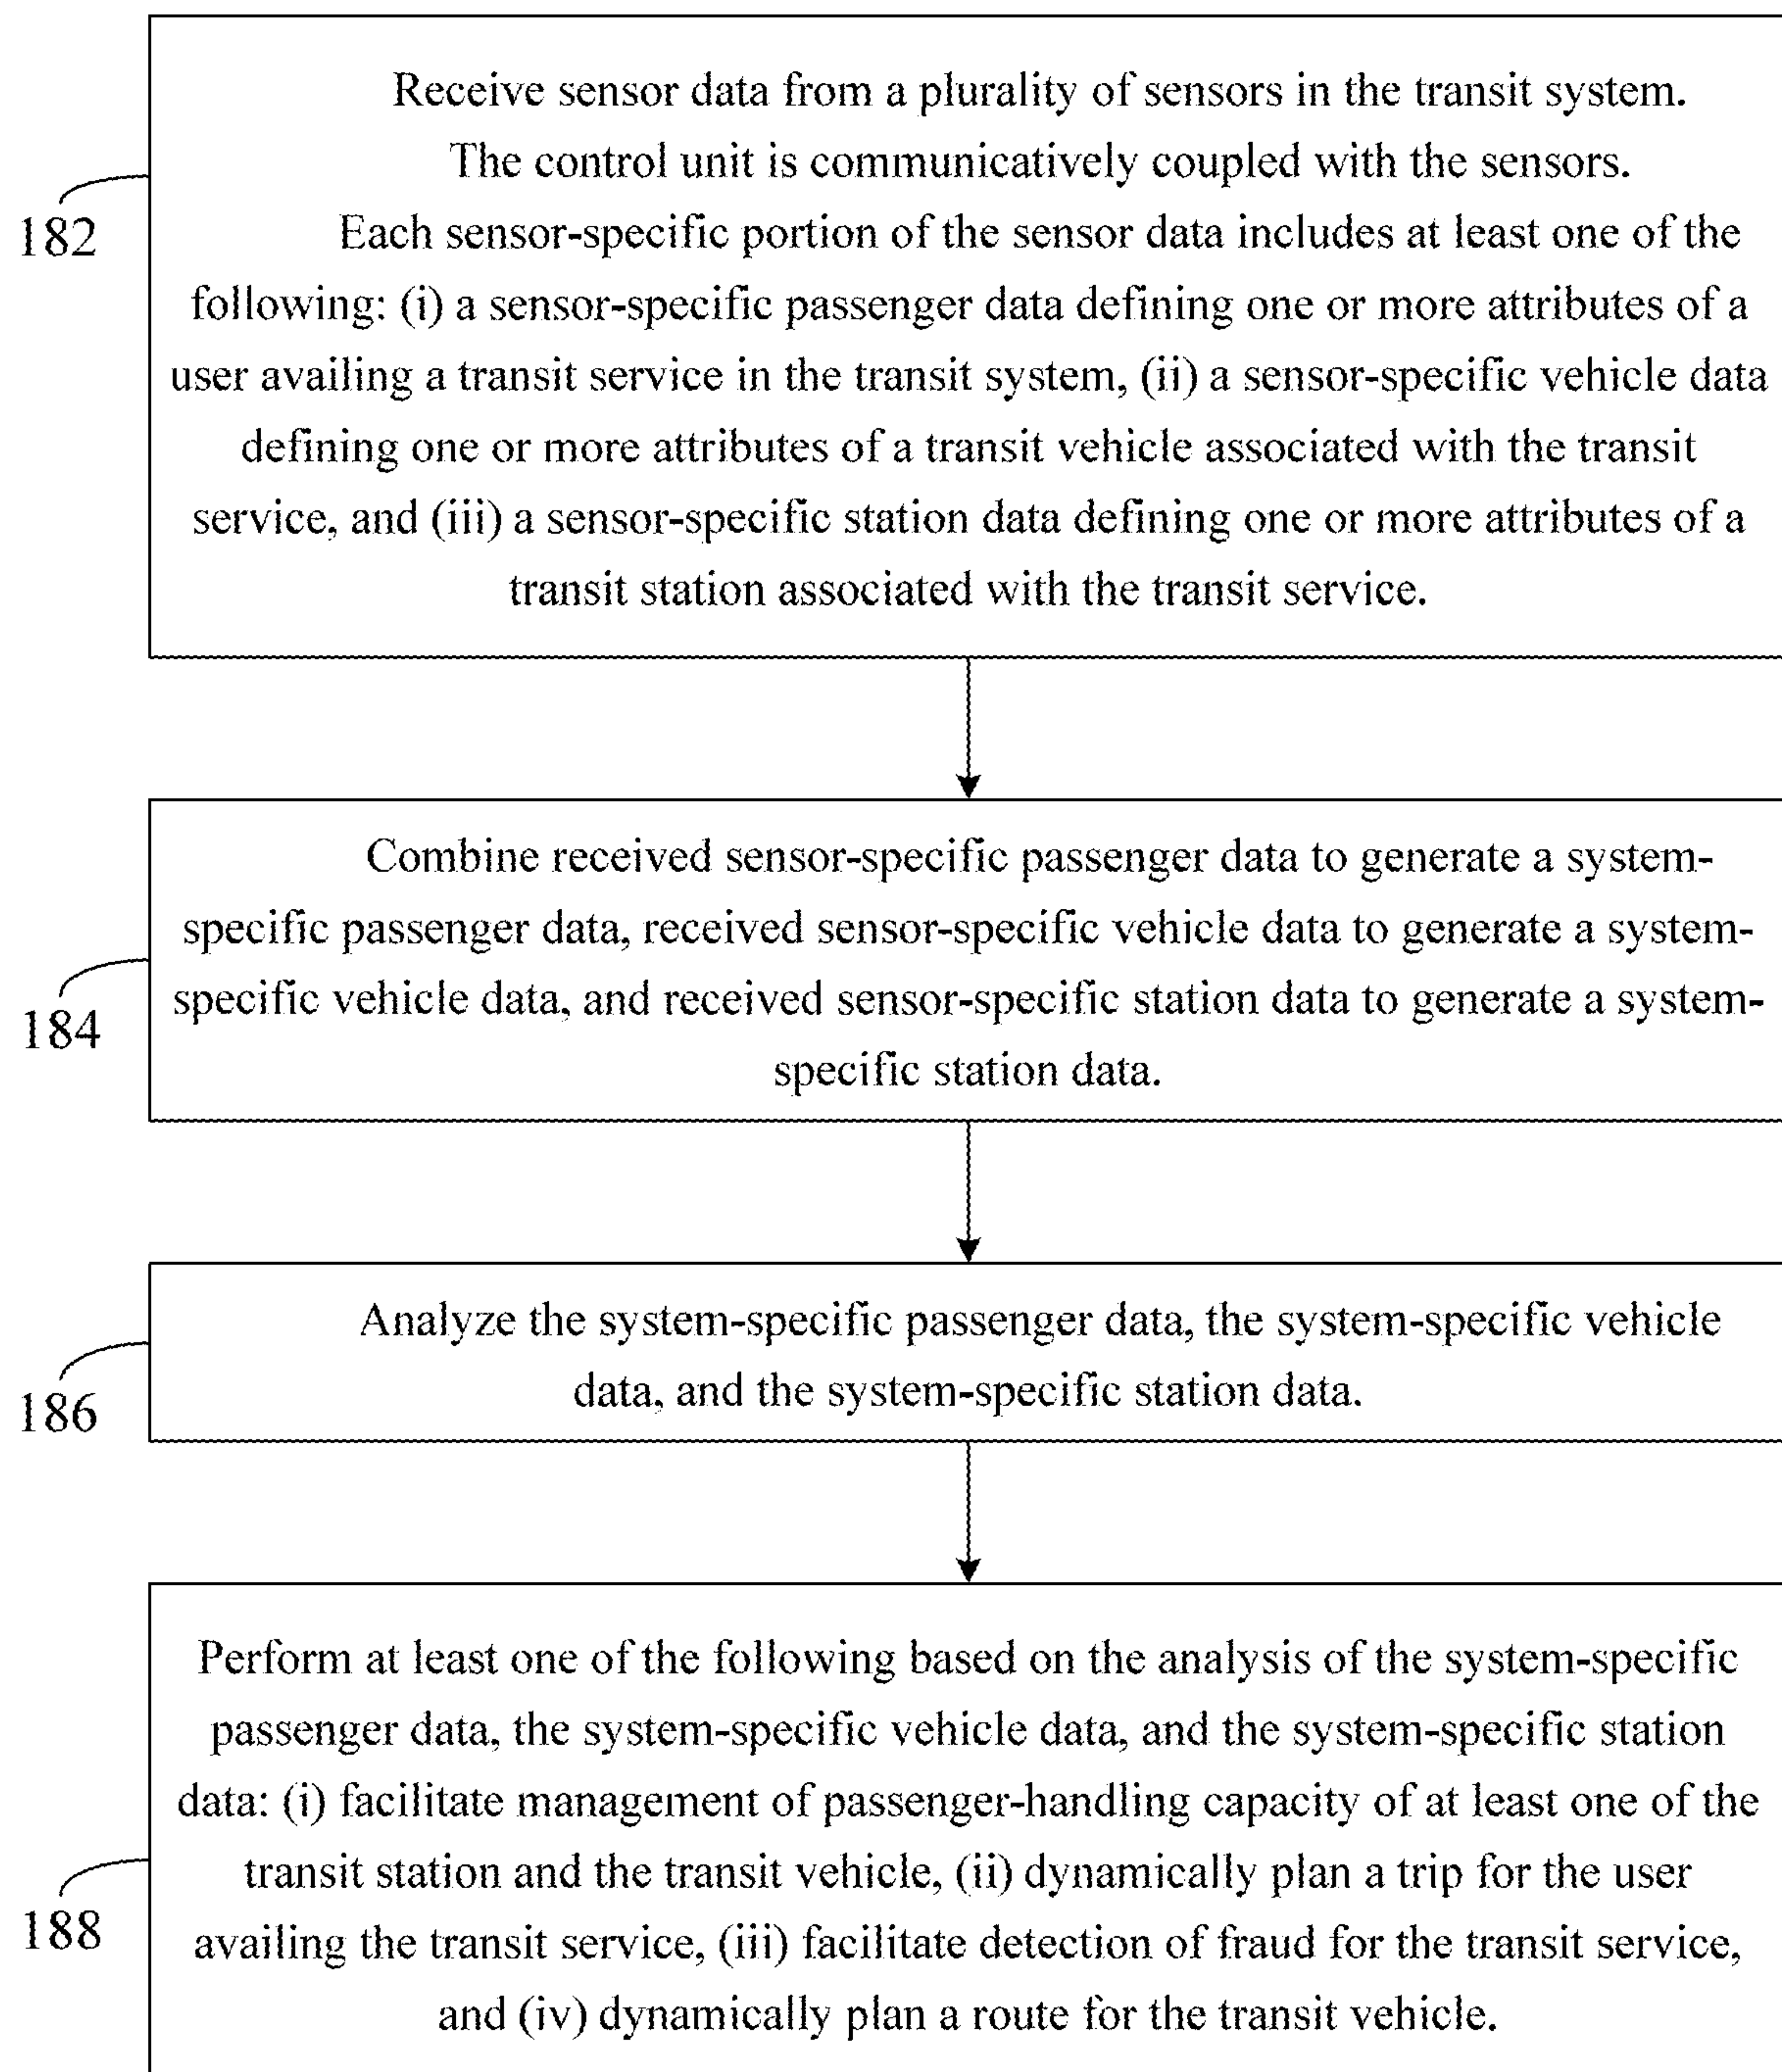 Receive sensor data from a plurality of sensors in the transit system.
The control unit is communicatively coupled with the sensors.
Each sensor-specific portion of the sensor data includes at least one of the
following: (i) a sensor-specific passenger data defining one or more attributes of a
user availing a transit service in the transit system, (ii) a sensor-specific vehicle data
defining one or more attributes of a transit vehicle associated with the transit
service, and (iii) a sensor-specific station data defining one or more attributes of a
transit station associated with the transit service.
182
Combine received sensor-specific passenger data to generate a system-
specific passenger data, received sensor-specific vehicle data to generate a system-
specific vehicle data, and received sensor-specific station data to generate a system-
specific station data.
184
Analyze the system-specific passenger data, the system-specific vehicle
data, and the system-specific station data.
186
Perform at least one of the following based on the analysis of the system-specific
passenger data, the system-specific vehicle data, and the system-specific station
data: (i) facilitate management of passenger-handling capacity of at least one of the
transit station and the transit vehicle, (ii) dynamically plan a trip for the user
availing the transit service, (iii) facilitate detection of fraud for the transit service,
and (iv) dynamically plan a route for the transit vehicle.
188